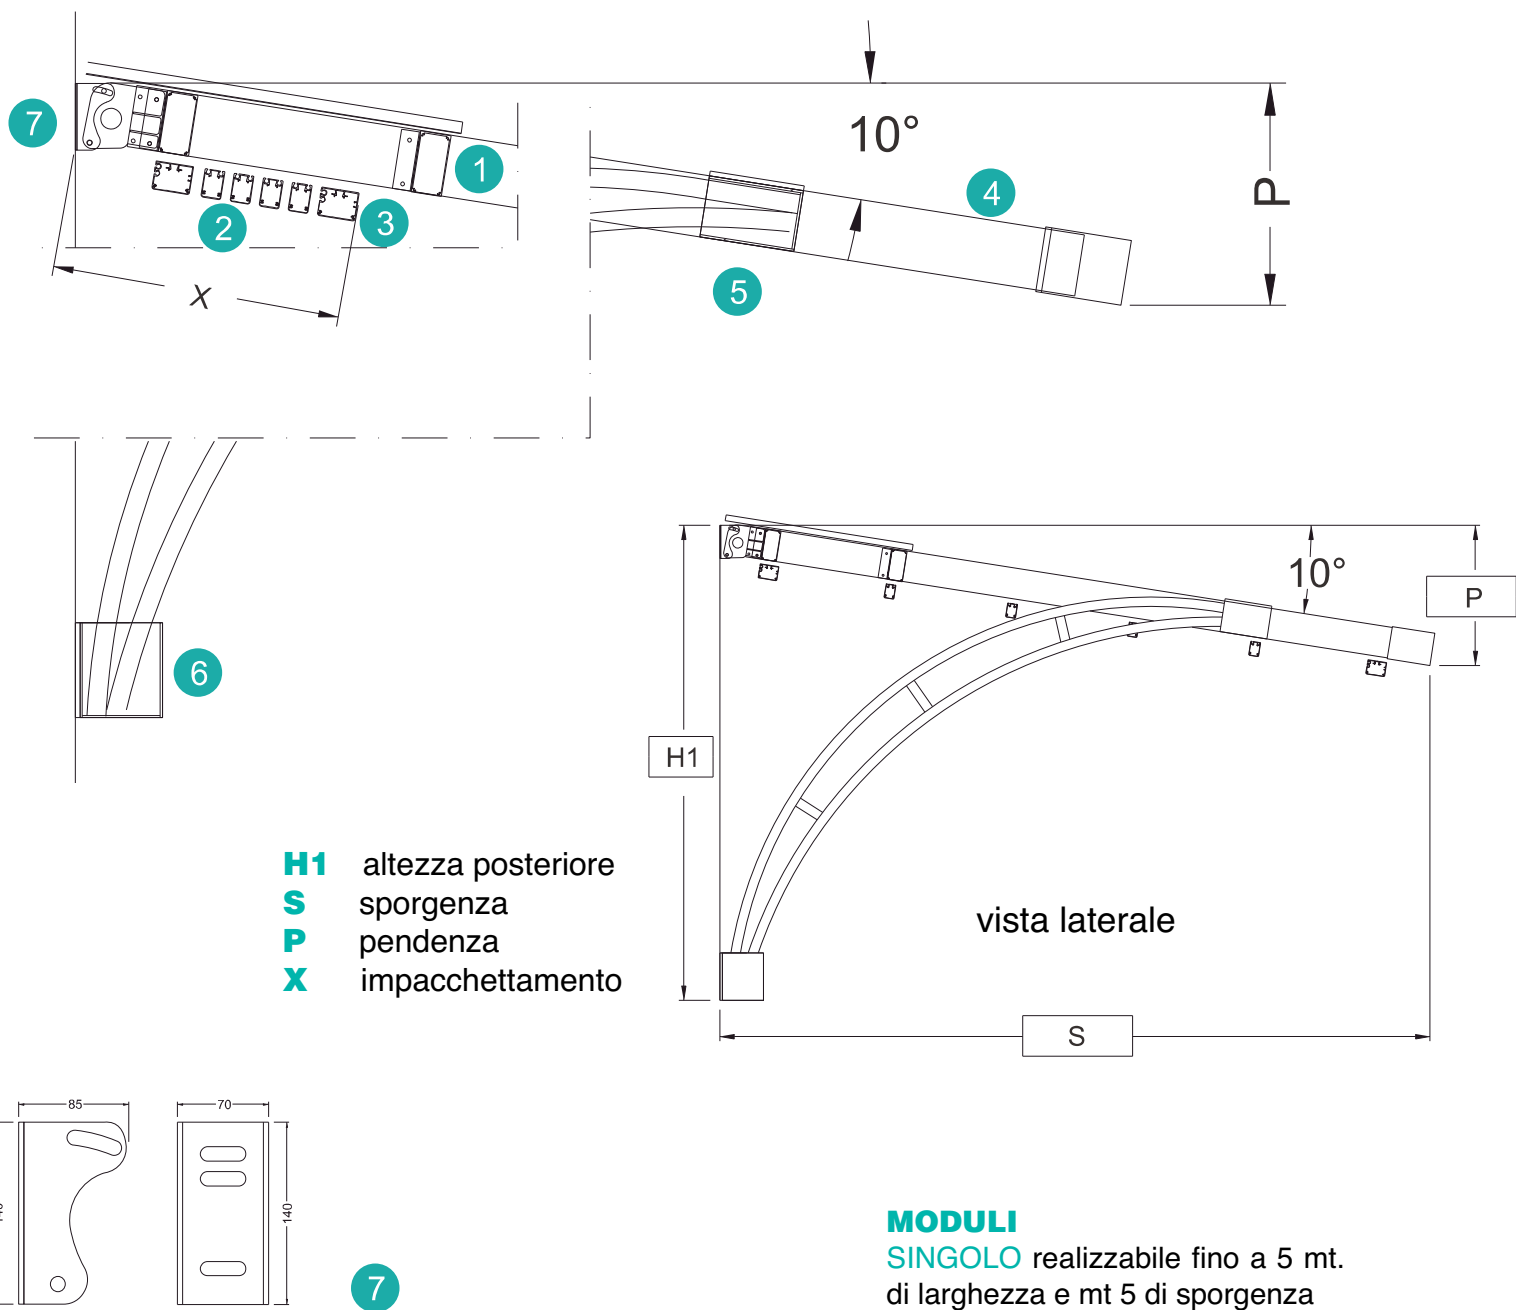 7
1
2
3
X
10°
4
5
P
6
10°
P
H1
S
vista laterale
H1 altezza posteriore
S sporgenza
P pendenza
X impacchettamento
85
70
140
7
MODULI
SINGOLO realizzabile fino a 5 mt.
di larghezza e mt 5 di sporgenza